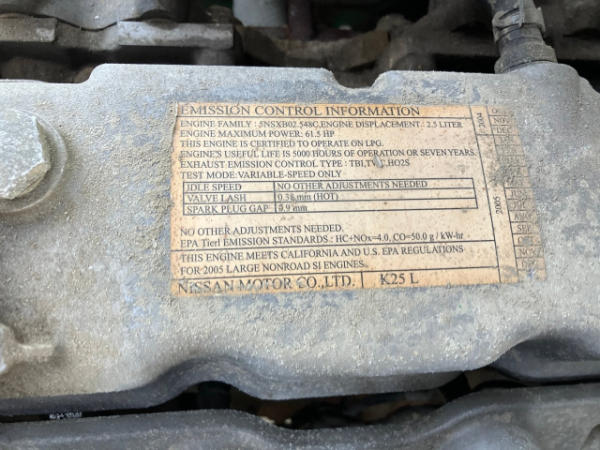 EMISSION CONTROL INFORMATION
ENGINE FAMILY : 5NSXB02.548C, ENGINE DISPLACEMENT : 2.5 LITER
ENGINE MAXIMUM POWER: 61.5 HP
THIS ENGINE IS CERTIFIED TO OPERATE ON LPG.
ENGINE'S USEFUL LIFE IS 5000 HOURS OF OPERATION OR SEVEN YEARS.
EXHAUST EMISSION CONTROL TYPE : TBI, HO2S
TEST MODE: VARIABLE-SPEED ONLY
IDLE SPEED NO OTHER ADJUSTMENTS NEEDED
VALVE LASH 0.38 mm (HOT)
SPARK PLUG GAP mm
NO OTHER ADJUSTMENTS NEEDED.
EPA Tier1 EMISSION STANDARDS : HC+NOx=4.0, CO=50.0 g / kW-hr
THIS ENGINE MEETS CALIFORNIA AND U.S. EPA REGULATIONS
FOR 2005 LARGE NONROAD SI ENGINES.
NISSAN MOTOR CO.,LTD. K25 L
2004
NOV
DEC
2005
SEP